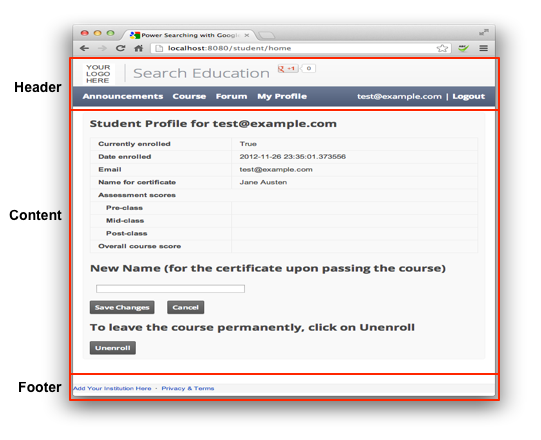 Power Searching with Googl
localhost:8080/student/home
Header
YOUR
LOGO
HERE
Search Education
+1 0
Announcements Course Forum My Profile test@example.com | Logout
Student Profile for test@example.com
Currently enrolled True
Date enrolled 2012-11-26 23:35:01.373556
Email test@example.com
Name for certificate Jane Austen
Assessment scores
Content
Pre-class
Mid-class
Post-class
Overall course score
New Name (for the certificate upon passing the course)
Save Changes Cancel
To leave the course permanently, click on Unenroll
Unenroll
Footer
Add Your Institution Here - Privacy & Terms